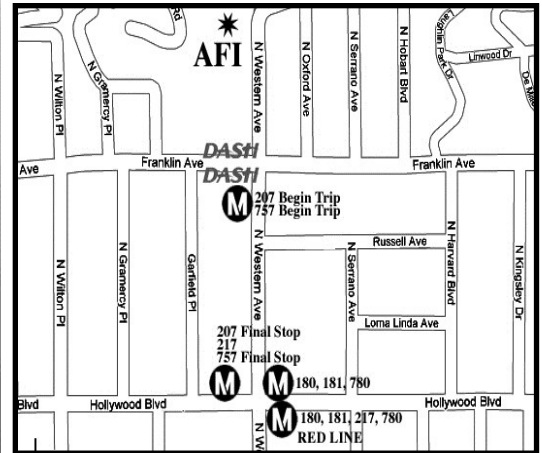 Rd
AFI
N Western Ave
N Oxford Ave
N Serrano Ave
N Hobart Blvd
Linwood Dr
N Wilton Pl
N Gramercy Pl
DASH
Ave
Franklin Ave
Franklin Ave
DASH
M
207 Begin Trip
757 Begin Trip
Russell Ave
N Wilton Pl
N Gramercy Pl
Garfield Pl
N Western Ave
N Serrano Ave
N Harvard Blvd
N Kingsley Dr
Loma Linda Ave
207 Final Stop
217
757 Final Stop
M
M
180, 181, 780
Blvd
Hollywood Blvd
Hollywood Blvd
M
180, 181, 217, 780
RED LINE